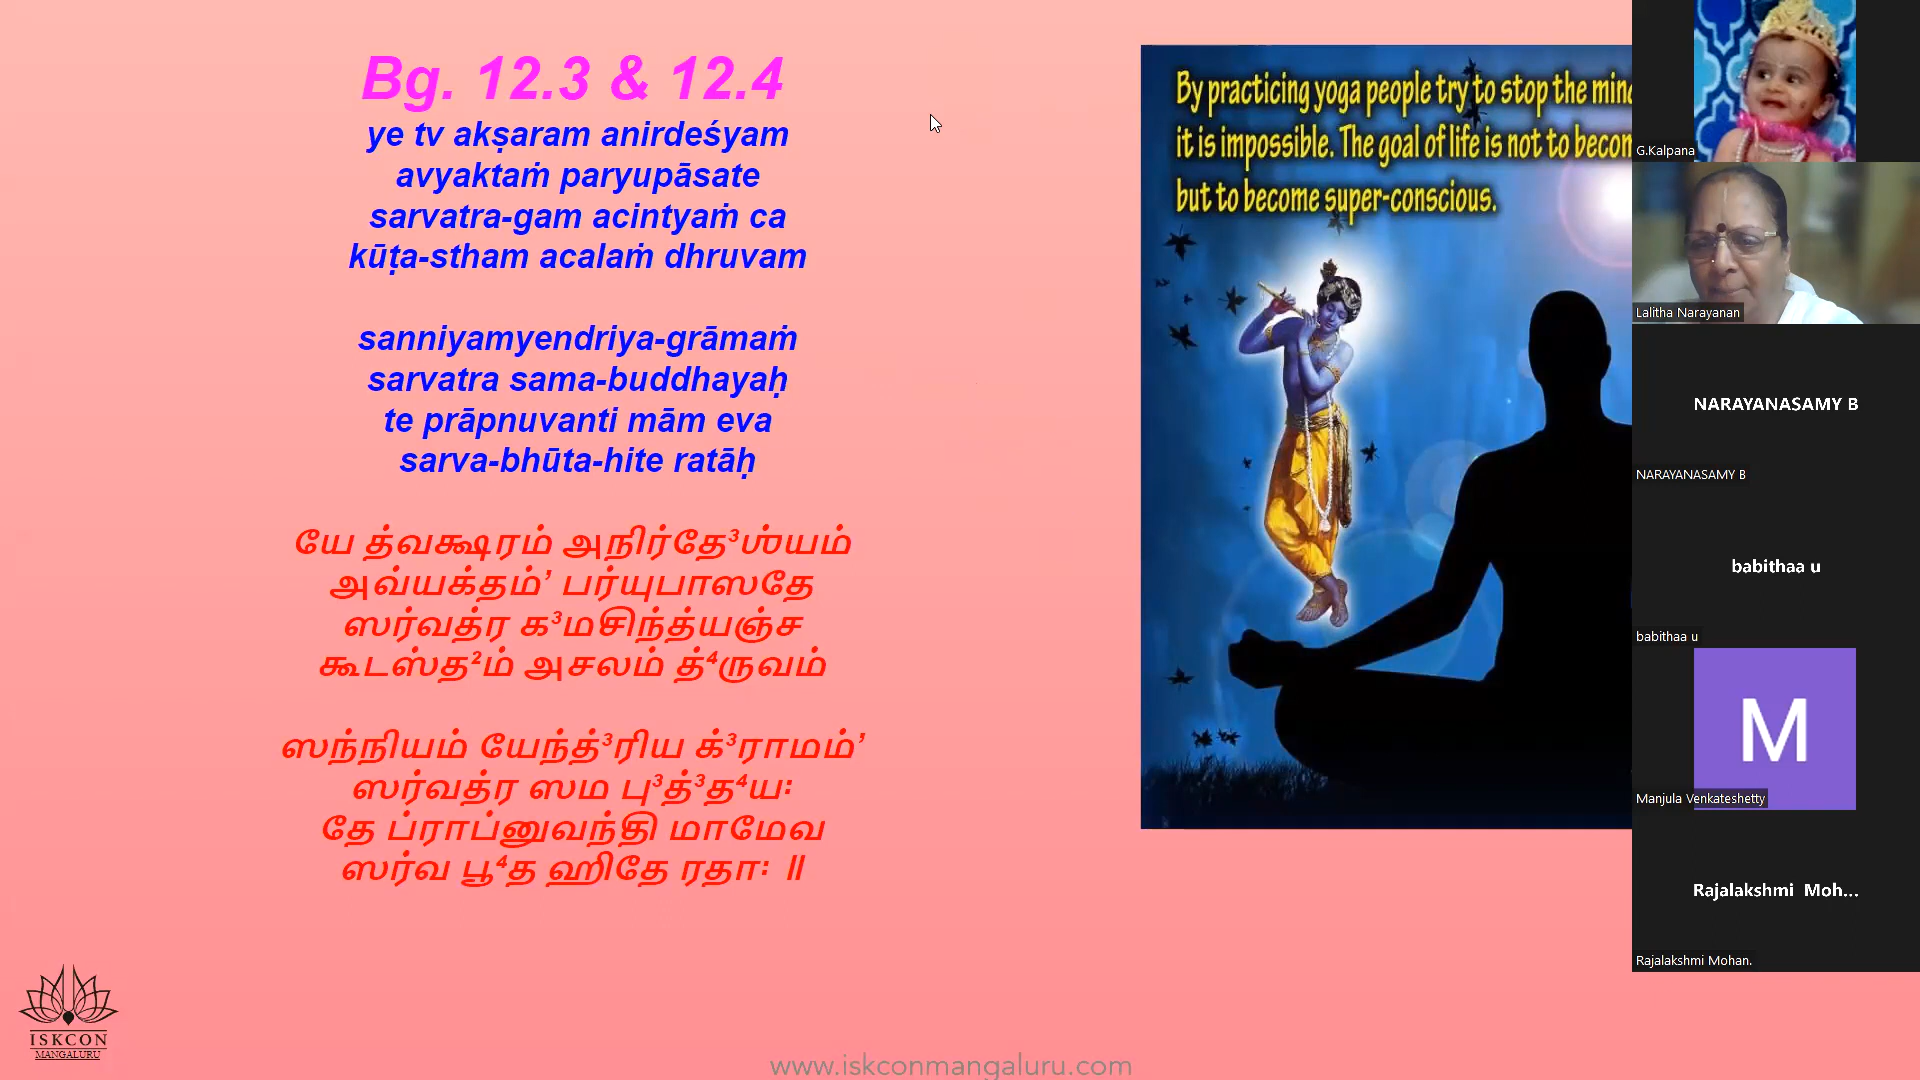 Bg. 12.3 & 12.4
ye tv akṣaram anirdeśyam
avyaktaṁ paryupāsate
sarvatra-gam acintyaṁ ca
kūṭa-stham acalaṁ dhruvam
sanniyamyendriya-grāmaṁ
sarvatra sama-buddhayaḥ
te prāpnuvanti mām eva
sarva-bhūta-hite ratāḥ
யே த்வக்ஷரம் அநிர்தே³ஶ்யம்
அவ்யக்தம்’ பர்யுபாஸதே
ஸர்வத்ர க³மசிந்த்யஞ்ச
கூடஸ்த²ம் அசலம் த்⁴ருவம்
ஸந்நியம் யேந்த்³ரிய க்³ராமம்’
ஸர்வத்ர ஸம பு³த்³த⁴ய꞉
தே ப்ராப்னுவந்தி மாமேவ
ஸர்வ பூ⁴த ஹிதே ரதா꞉ ॥
By practicing yoga people try to stop the mind
it is impossible. The goal of life is not to
but to become super-conscious.
G.Kalpana
Lalitha Narayanan
NARAYANASAMY B
NARAYANASAMY B
babithaa u
babithaa u
M
Manjula Venkateshetty
Rajalakshmi Moh...
Rajalakshmi Mohan.
ISKCON
MANGALURU
www.iskconmangaluru.com